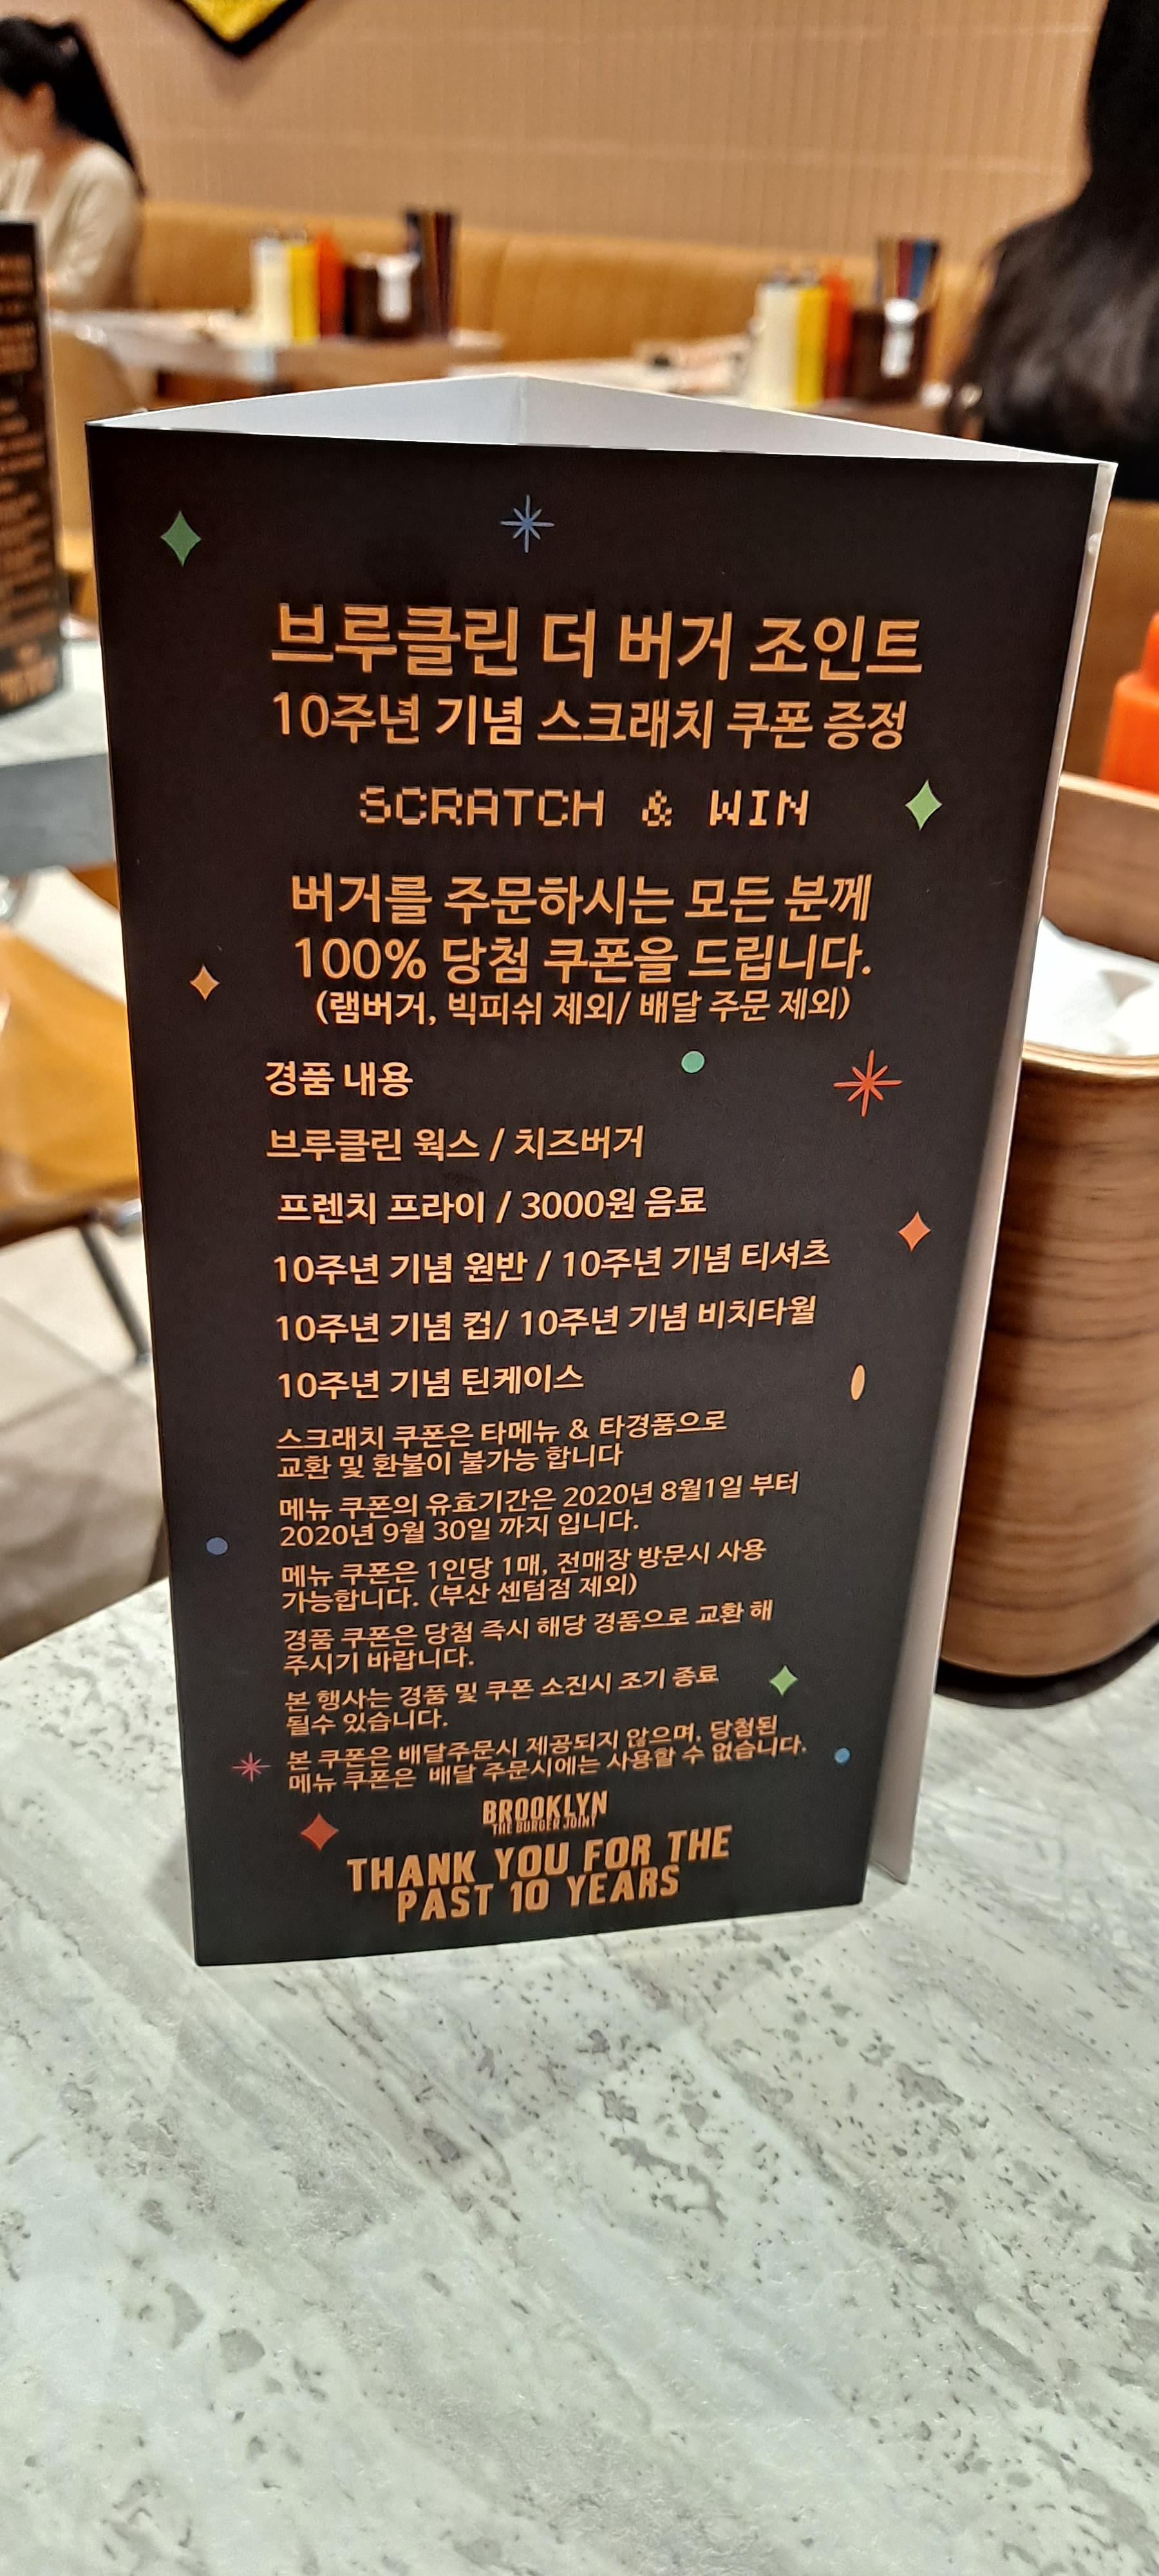 브루클린 더 버거 조인트
10주년 기념 스크래치 쿠폰 증정
SCRATCH & WIN
버거를 주문하시는 모든 분께
100% 당첨 쿠폰을 드립니다.
(램버거, 빅피쉬 제외/ 배달 주문 제외)
경품 내용
브루클린 웍스 / 치즈버거
프렌치 프라이 / 3000원 음료
10주년 기념 원반 / 10주년 기념 티셔츠
10주년 기념 컵/ 10주년 기념 비치타월
10주년 기념 틴케이스
스크래치 쿠폰은 타메뉴 & 타경품으로
교환 및 환불이 불가능 합니다
메뉴 쿠폰의 유효기간은 2020년 8월1일 부터
2020년 9월 30일 까지 입니다.
메뉴 쿠폰은 1인당 1매, 전매장 방문시 사용
가능합니다. (부산 센텀점 제외)
경품 쿠폰은 당첨 즉시 해당 경품으로 교환 해
주시기 바랍니다.
본 행사는 경품 및 쿠폰 소진시 조기 종료
될수 있습니다.
본 쿠폰은 배달주문시 제공되지 않으며, 당첨된
메뉴 쿠폰은 배달 주문시에는 사용할 수 없습니다.
BROOKLYN
THE BURGER JOINT
THANK YOU FOR THE
PAST 10 YEARS